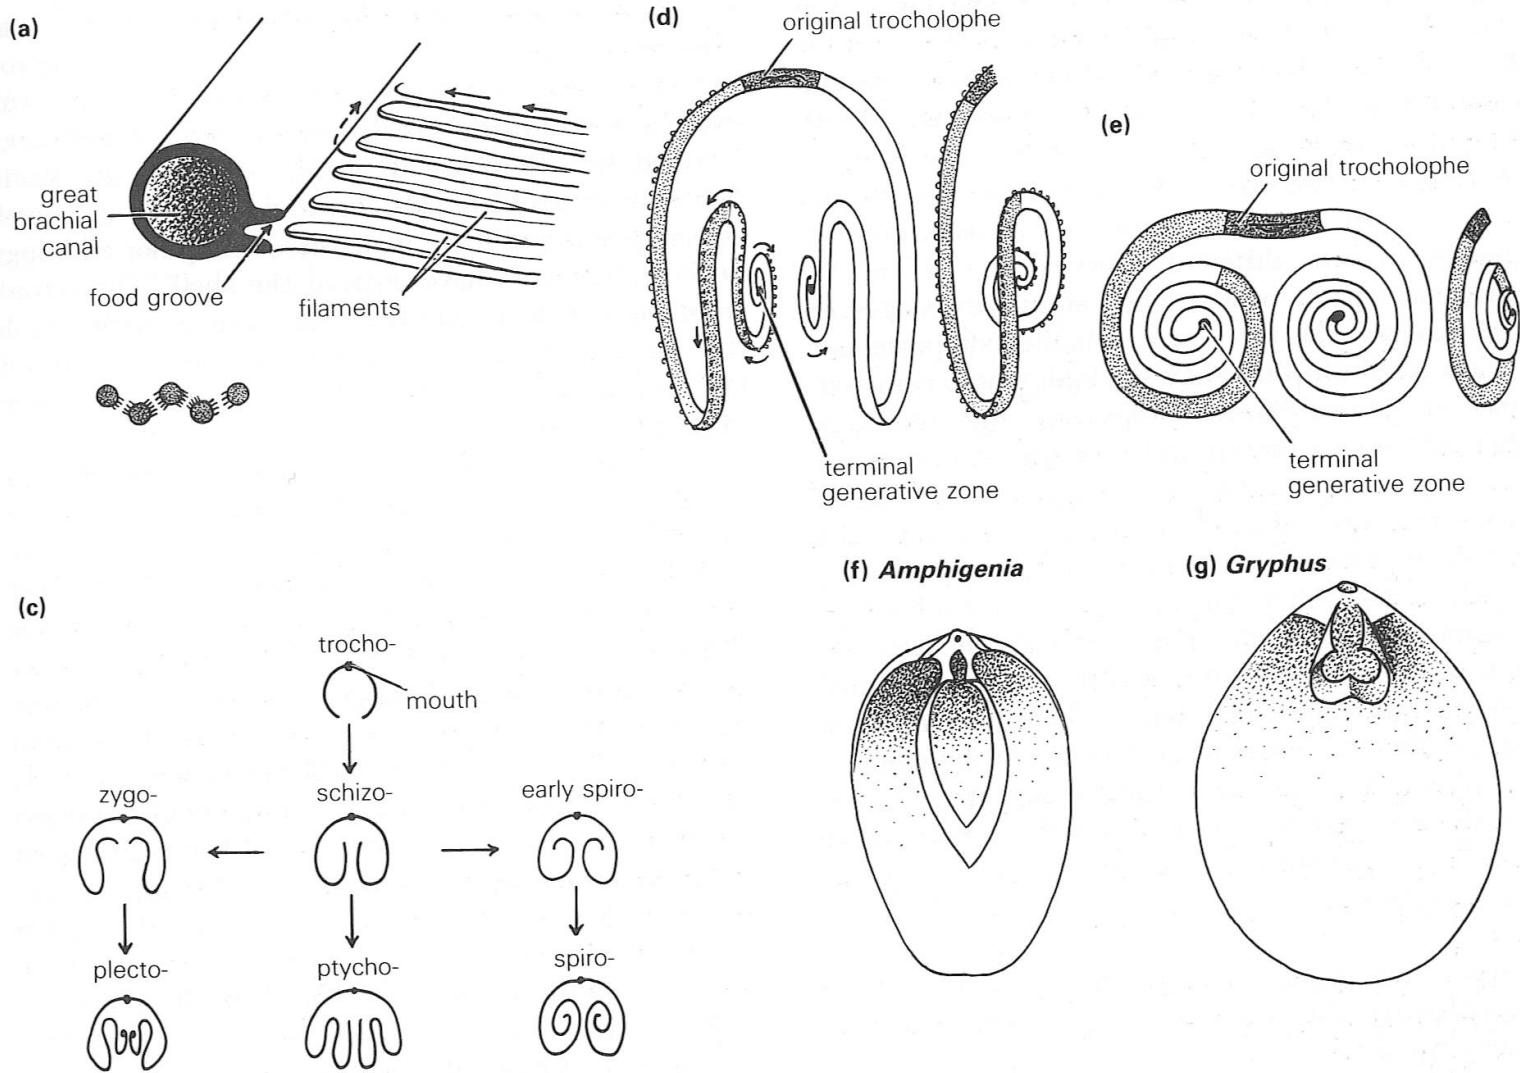 (a)
great
brachial
canal
food groove
filaments
(d)
original trocholophe
terminal
generative zone
(e)
original trocholophe
terminal
generative zone
(c)
trocho-
mouth
zygo-
schizo-
early spiro-
plecto-
ptycho-
spiro-
(f) Amphigenia
(g) Gryphus